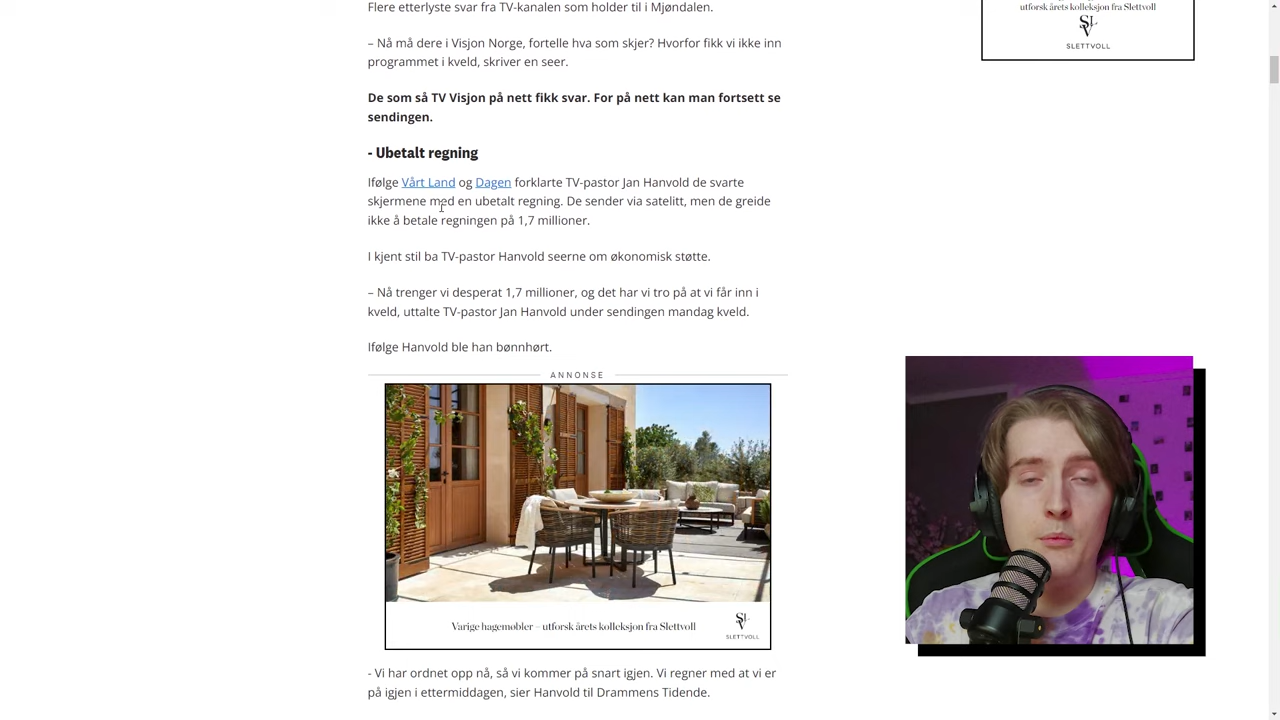 Flere etterlyste svar fra TV-kanalen som holder til i Mjøndalen.
– Nå må dere i Visjon Norge, fortelle hva som skjer? Hvorfor fikk vi ikke inn
programmet i kveld, skriver en seer.
De som så TV Visjon på nett fikk svar. For på nett kan man fortsett se
sendingen.
- Ubetalt regning
Ifølge Vårt Land og Dagen forklarte TV-pastor Jan Hanvold de svarte
skjermene med en ubetalt regning. De sender via satelitt, men de greide
ikke å betale regningen på 1,7 millioner.
I kjent stil ba TV-pastor Hanvold seerne om økonomisk støtte.
– Nå trenger vi desperat 1,7 millioner, og det har vi tro på at vi får inn i
kveld, uttalte TV-pastor Jan Hanvold under sendingen mandag kveld.
Ifølge Hanvold ble han bønnhørt.
ANNONSE
Varige hagemøbler – utforsk årets kolleksjon fra Slettvoll
SLV
SLETTVOLL
- Vi har ordnet opp nå, så vi kommer på snart igjen. Vi regner med at vi er
på igjen i ettermiddagen, sier Hanvold til Drammens Tidende.
utforsk årets kolleksjon fra Slettvoll
SLV
SLETTVOLL